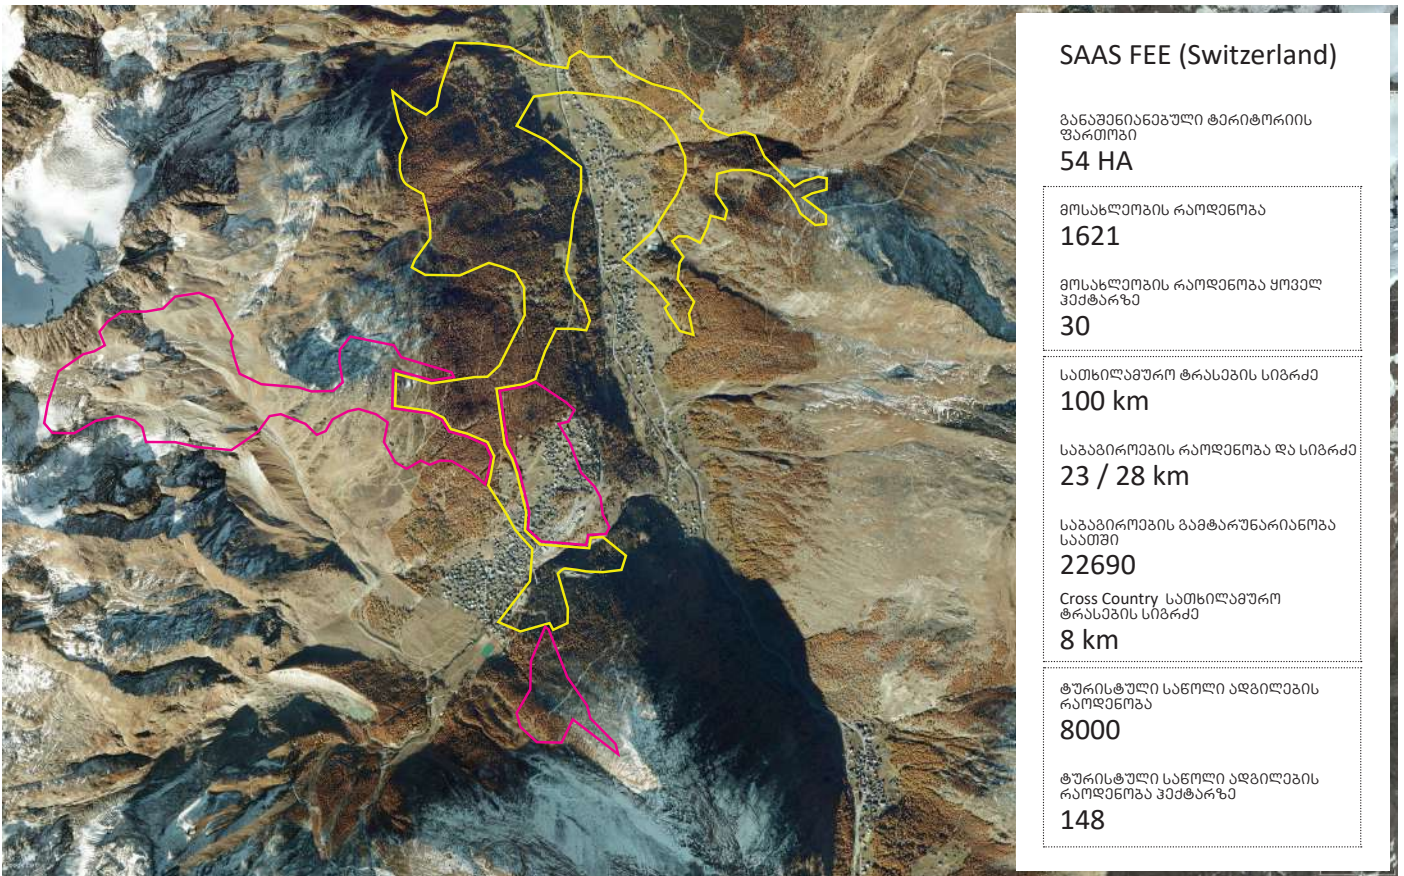 SAAS FEE (Switzerland)
განაშენიანებული ტერიტორიის
ფართობი
54 HA
მოსახლეობის რაოდენობა
1621
მოსახლეობის რაოდენობა ყოველ
ჰექტარზე
30
სათხილამურო ტრასების სიგრძე
100 km
საბაგიროების რაოდენობა და სიგრძე
23 / 28 km
საბაგიროების გამტარუნარიანობა
საათში
22690
Cross Country სათხილამურო
ტრასების სიგრძე
8 km
ტურისტული საწოლი ადგილების
რაოდენობა
8000
ტურისტული საწოლი ადგილების
რაოდენობა ჰექტარზე
148